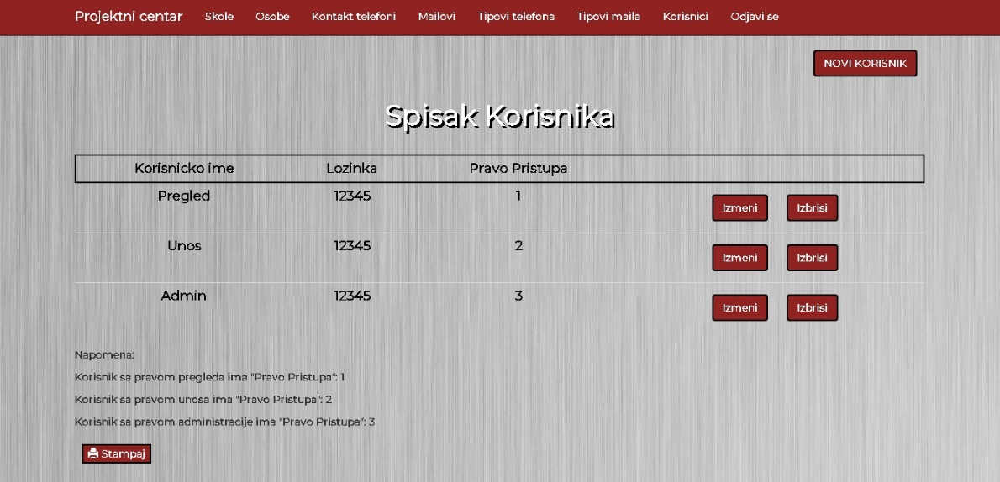 Projektni centar Skole Osobe Kontakt telefoni Mailovi Tipovi telefona Tipovi maila Korisnici Odjavi se
NOVI KORISNIK
Spisak Korisnika
Korisnicko ime Lozinka Pravo Pristupa
Pregled 12345 1 Izmeni Izbrisi
Unos 12345 2 Izmeni Izbrisi
Admin 12345 3 Izmeni Izbrisi
Napomena:
Korisnik sa pravom pregleda ima "Pravo Pristupa": 1
Korisnik sa pravom unosa ima "Pravo Pristupa": 2
Korisnik sa pravom administracije ima "Pravo Pristupa": 3
Stampaj